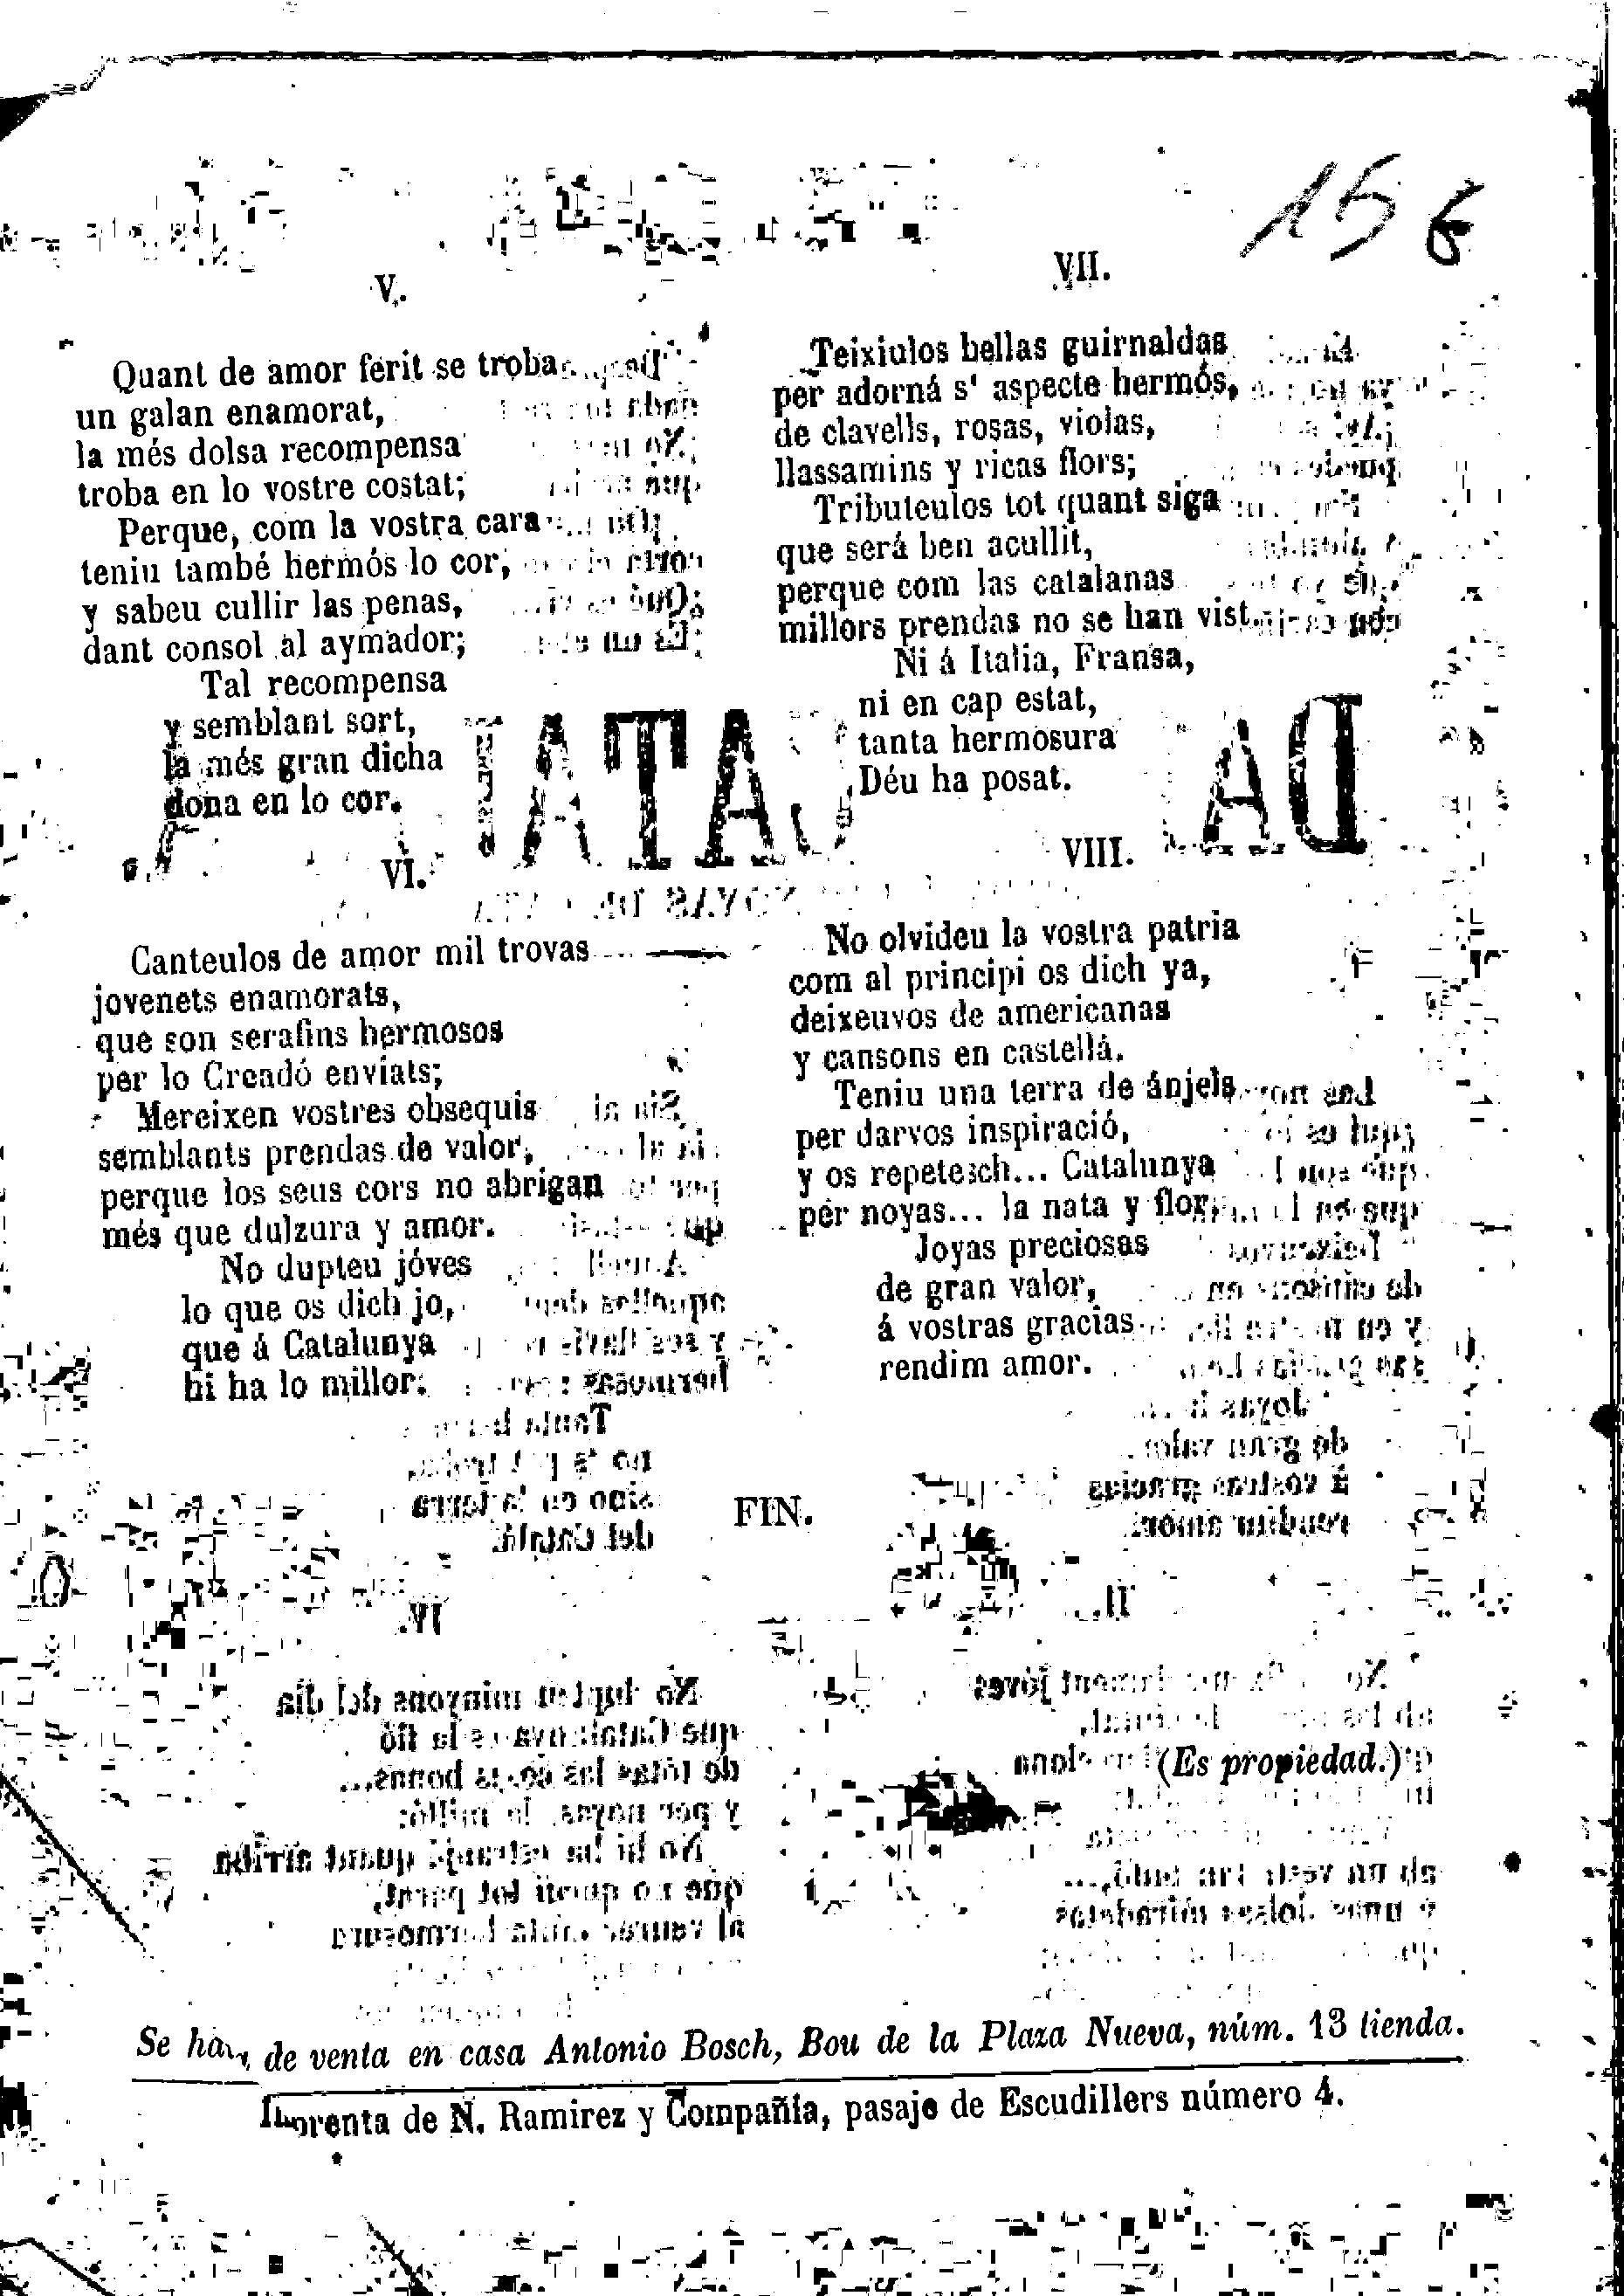 156
V.
Quant de amor ferit se troba
un galan enamorat,
la més dolsa recompensa
troba en lo vostre costat;
Perque, com la vostra cara
teniu també hermós lo cor,
y sabeu cullir las penas,
dant consol al aymador;
Tal recompensa
y semblant sort,
la més gran dicha
dona en lo cor.
VI.
Canteulos de amor mil trovas
jovenets enamorats,
que son serafins hermosos
per lo Creadó enviats;
Mereixen vostres obsequis
semblants prendas de valor,
perque los seus cors no abrigan
més que dulzura y amor.
No dupteu jóves
lo que os dich jo,
que á Catalunya
hi ha lo millor.
VII.
Teixiulos bellas guirnaldas
per adorná s' aspecte hermós,
de clavells, rosas, violas,
llassamins y ricas flors;
Tributeulos tot quant siga
que será ben acullit,
perque com las catalanas
millors prendas no se han vist.
Ni á Italia, Fransa,
ni en cap estat,
tanta hermosura
Déu ha posat.
VIII.
No olvideu la vostra patria
com al principi os dich ya,
deixeuvos de americanas
y cansons en castellá.
Teniu una terra de ánjels
per darvos inspiració,
y os repetesch... Catalunya
per noyas... la nata y flor,
Joyas preciosas
de gran valor,
á vostras gracias
rendim amor.
FIN.
(Es propiedad.)
Se de venta en casa Antonio Bosch, Bou de la Plaza Nueva, núm. 13 tienda.
Imprenta de N. Ramirez y Compañía, pasaje de Escudillers número 4.